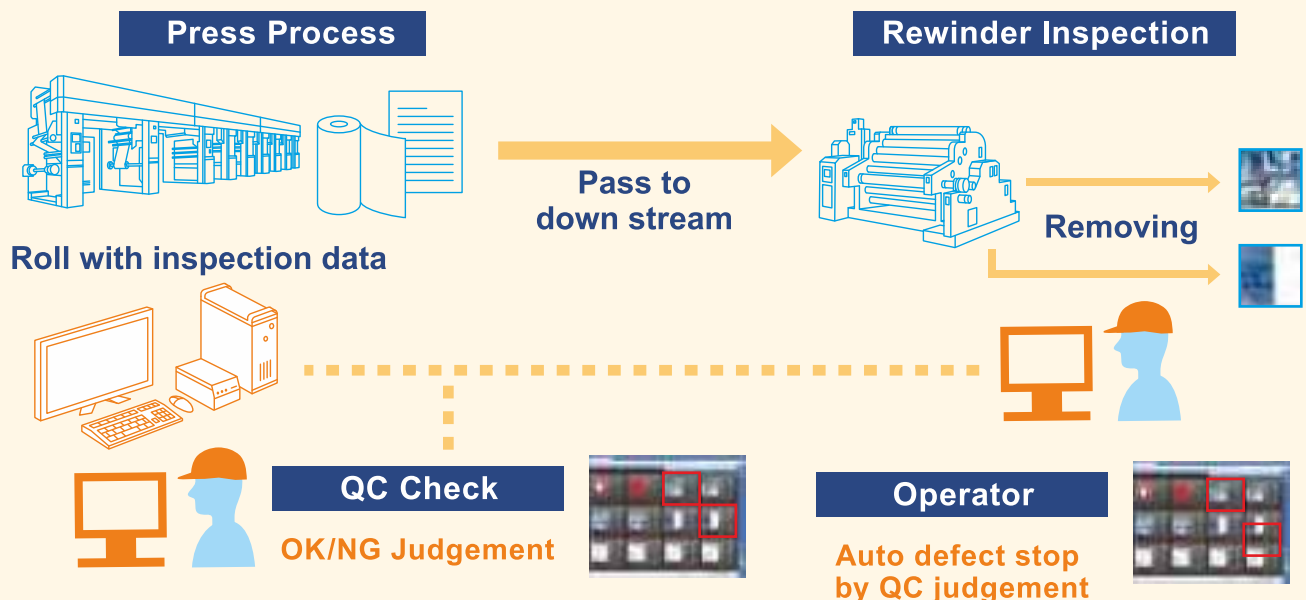 Press Process
Rewinder Inspection
Pass to
down stream
Removing
Roll with inspection data
QC Check
OK/NG Judgement
Operator
Auto defect stop
by QC judgement